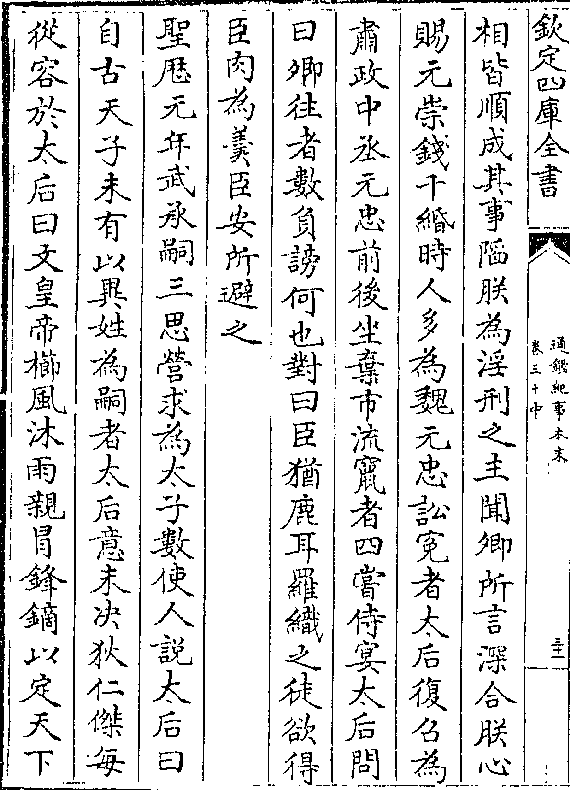 欽定四庫全書
通鑑紀事本末
卷三十中
相皆順成其事陷朕為淫刑之主聞卿所言深合朕心
賜元崇錢千緡時人多為魏元忠訟寃者太后復召為
肅政中丞元忠前後坐棄市流竄者四嘗侍宴太后問
曰卿往者數負謗何也對曰臣猶鹿耳羅織之徒欲得
臣肉為羮臣安所避之
聖厯元年武承嗣三思營求為太子數使人說太后曰
自古天子未有以異姓為嗣者太后意未決狄仁傑每
從容於太后曰文皇帝櫛風沐雨親冒鋒鏑以定天下